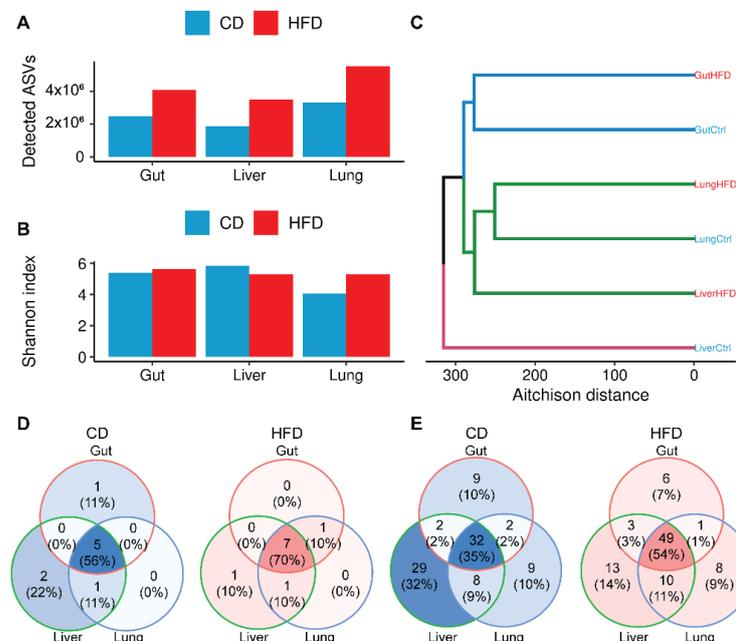 A
CD HFD
Detected ASVs
4x10⁶
2x10⁶
0
Gut Liver Lung
B
CD HFD
Shannon index
6
4
2
0
Gut Liver Lung
C
GutHFD
GutCtrl
LungHFD
LungCtrl
LiverHFD
LiverCtrl
300 200 100 0
Aitchison distance
D
CD
Gut
1
(11%)
0
(0%)
0
(0%)
5
(56%)
2
(22%)
1
(11%)
0
(0%)
Liver Lung
HFD
Gut
0
(0%)
0
(0%)
1
(10%)
7
(70%)
1
(10%)
1
(10%)
0
(0%)
Liver Lung
E
CD
Gut
9
(10%)
2
(2%)
2
(2%)
32
(35%)
29
(32%)
8
(9%)
9
(10%)
Liver Lung
HFD
Gut
6
(7%)
3
(3%)
1
(1%)
49
(54%)
13
(14%)
10
(11%)
8
(9%)
Liver Lung